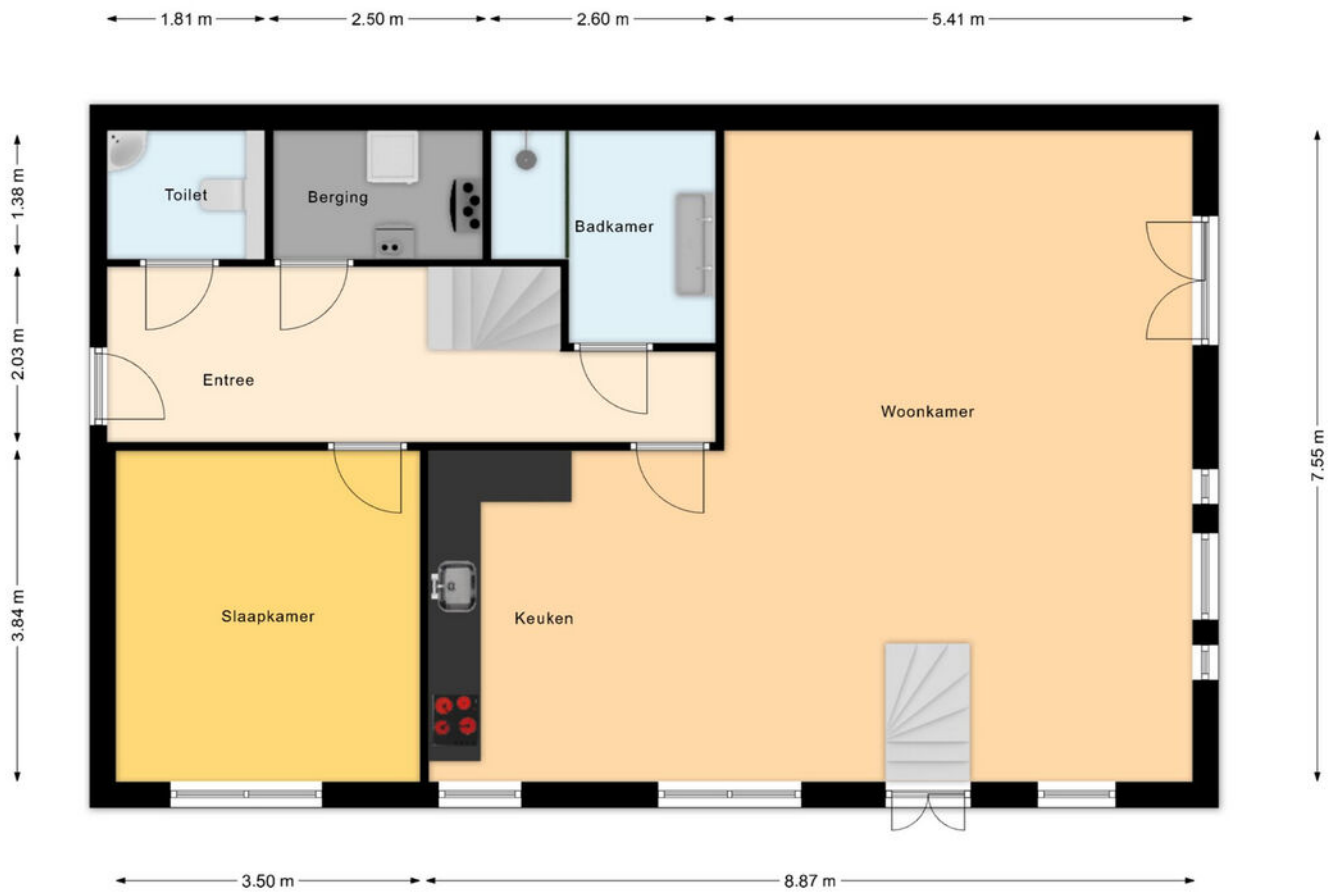 1.81 m
2.50 m
2.60 m
5.41 m
1.38 m
Toilet
Berging
Badkamer
2.03 m
Entree
Woonkamer
7.55 m
3.84 m
Slaapkamer
Keuken
3.50 m
8.87 m